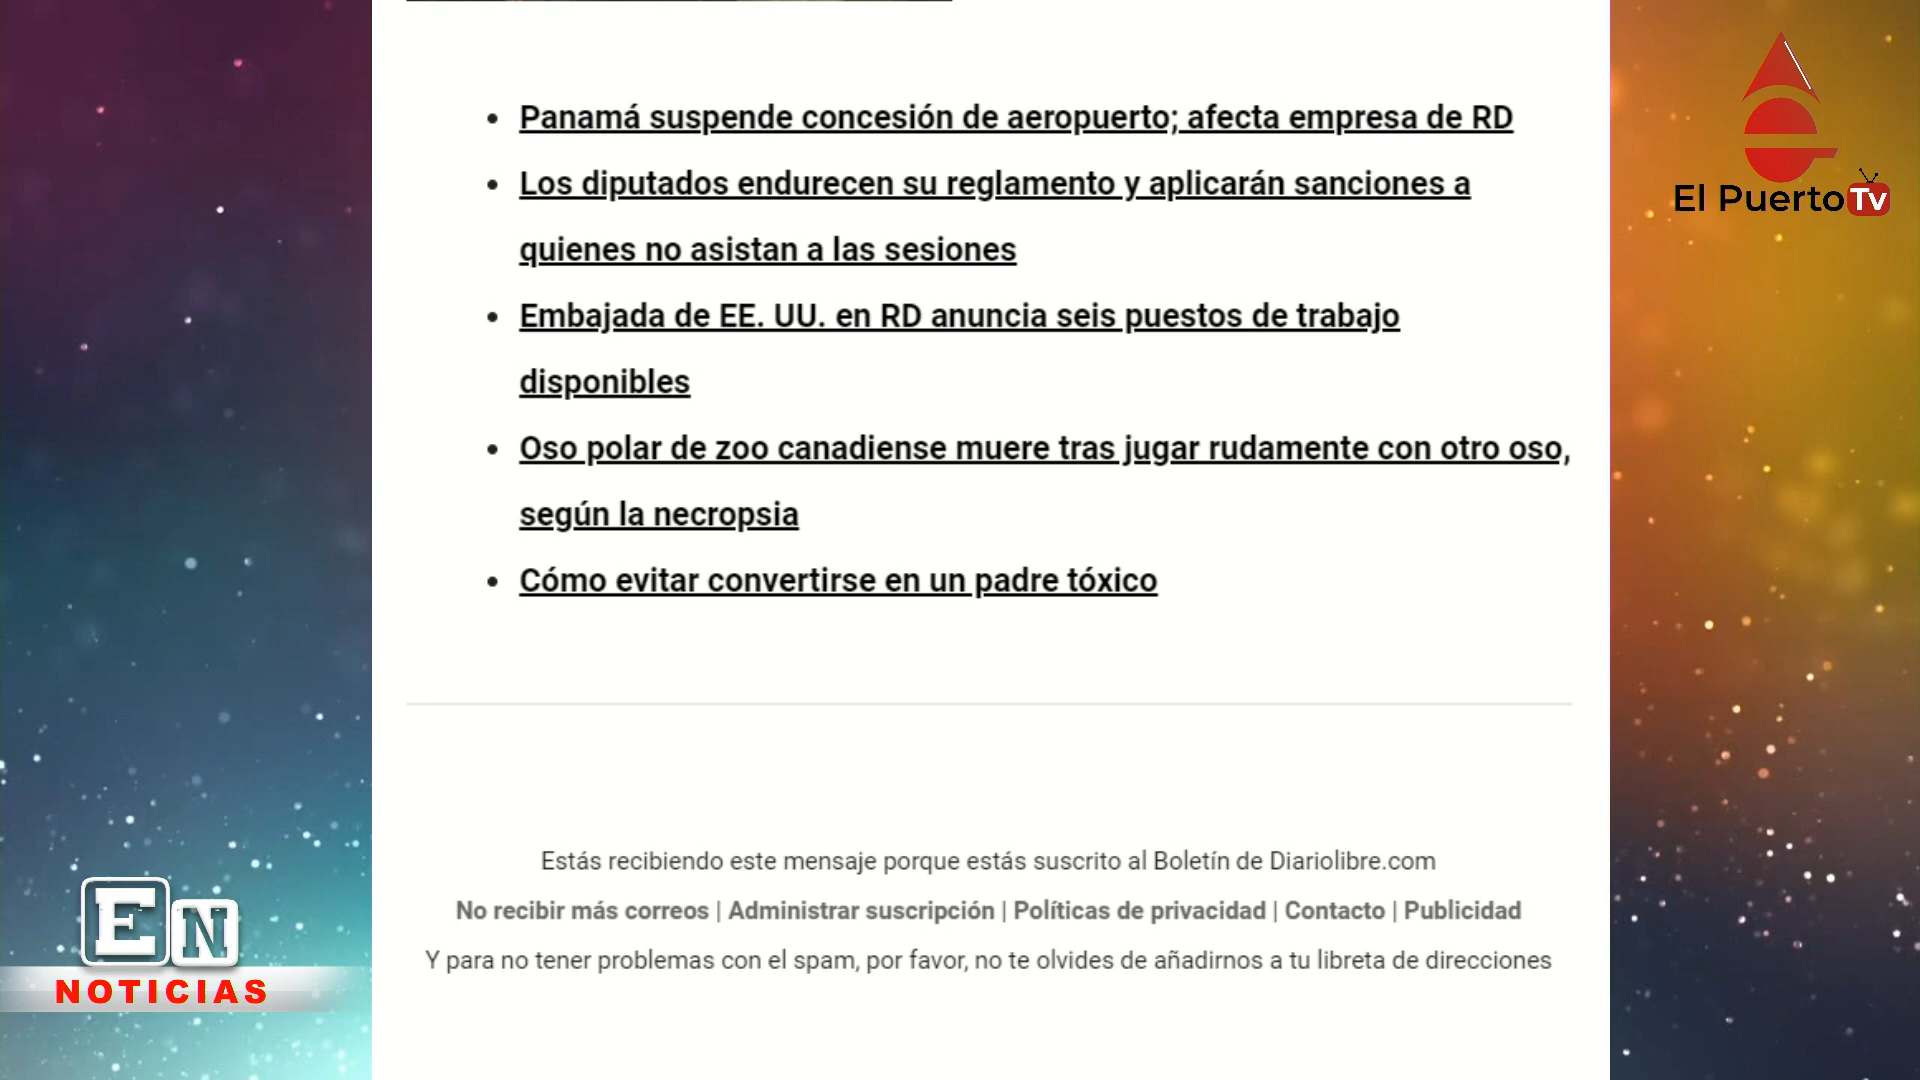 Panamá suspende concesión de aeropuerto; afecta empresa de RD
Los diputados endurecen su reglamento y aplicarán sanciones a
quienes no asistan a las sesiones
Embajada de EE. UU. en RD anuncia seis puestos de trabajo
disponibles
Oso polar de zoo canadiense muere tras jugar rudamente con otro oso,
según la necropsia
Cómo evitar convertirse en un padre tóxico
Estás recibiendo este mensaje porque estás suscrito al Boletín de Diariolibre.com
No recibir más correos | Administrar suscripción | Políticas de privacidad | Contacto | Publicidad
Y para no tener problemas con el spam, por favor, no te olvides de añadirnos a tu libreta de direcciones
El Puerto Tv
EN
NOTICIAS